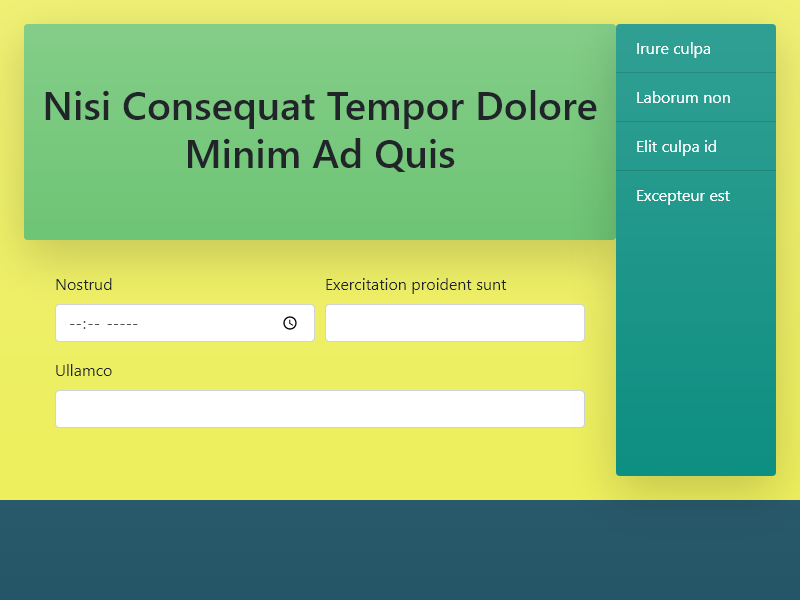 Nisi Consequat Tempor Dolore
Minim Ad Quis
Irure culpa
Laborum non
Elit culpa id
Excepteur est
Nostrud
Exercitation proident sunt
--:-- -----
Ullamco